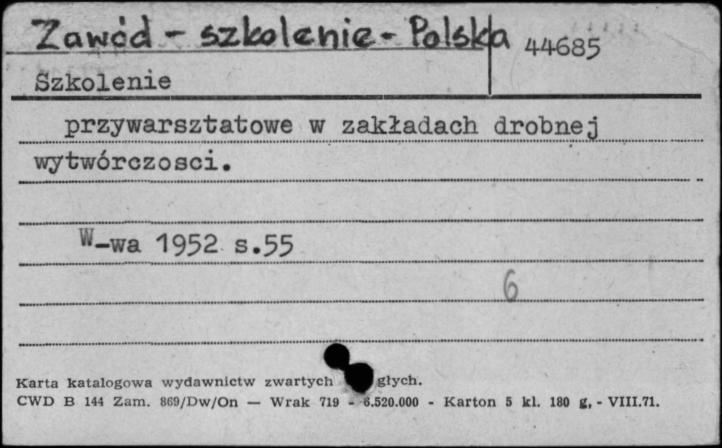 Zawód - szkolenie - Polska 44685
Szkolenie
przywarsztatowe w zakładach drobnej
wytwórczosci.
W-wa 1952 s.55
6
Karta katalogowa wydawnictw zwartych głych.
CWD B 144 Zam. 869/Dw/On — Wrak 719 - 6.520.000 - Karton 5 kl. 180 g, - VIII.71.